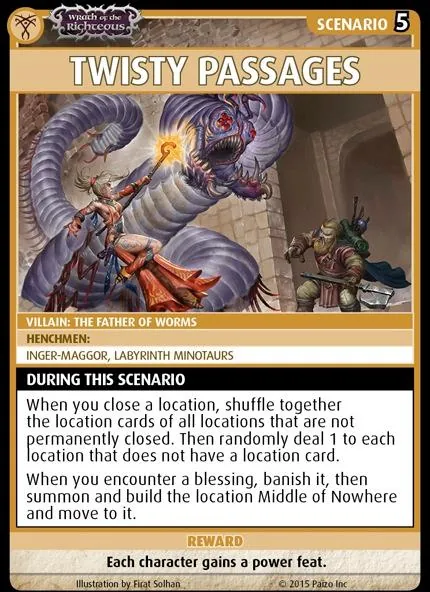 Wrath of the
Righteous
SCENARIO 5
TWISTY PASSAGES
VILLAIN: THE FATHER OF WORMS
HENCHMEN:
INGER-MAGGOR, LABYRINTH MINOTAURS
DURING THIS SCENARIO
When you close a location, shuffle together
the location cards of all locations that are not
permanently closed. Then randomly deal 1 to each
location that does not have a location card.
When you encounter a blessing, banish it, then
summon and build the location Middle of Nowhere
and move to it.
REWARD
Each character gains a power feat.
Illustration by Firat Solhan
© 2015 Paizo Inc